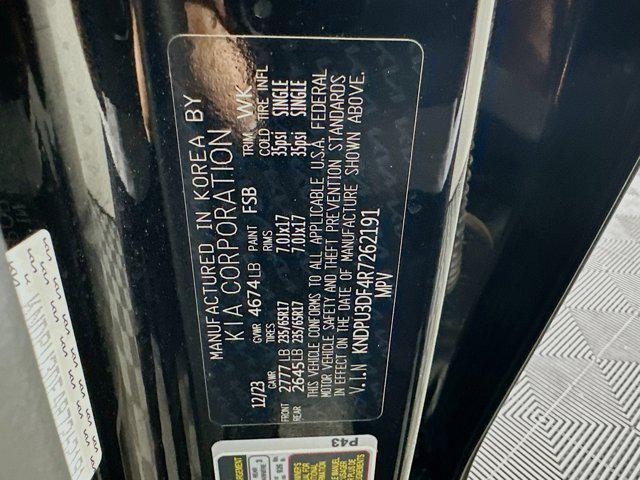 MANUFACTURED IN KOREA BY
KIA CORPORATION
12/23 GVWR 4674LB PAINT FSB TRIM WK
GAWR TIRES RIMS COLD TIRE INFL
FRONT 2777LB 235/65R17 7.0Jx17 35psi SINGLE
REAR 2645LB 235/65R17 7.0Jx17 35psi SINGLE
THIS VEHICLE CONFORMS TO ALL APPLICABLE U.S.A. FEDERAL
MOTOR VEHICLE SAFETY AND THEFT PREVENTION STANDARDS
IN EFFECT ON THE DATE OF MANUFACTURE SHOWN ABOVE.
V.I.N KNDPU3DF4R7262191
MPV
P43